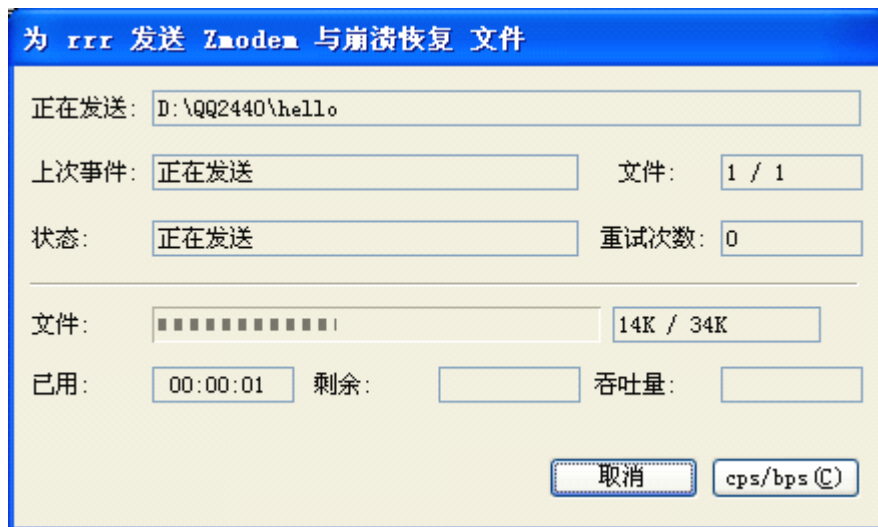 为 rrr 发送 Zmodem 与崩溃恢复 文件
正在发送: D:\QQ2440\hello
上次事件: 正在发送 文件: 1 / 1
状态: 正在发送 重试次数: 0
文件: 14K / 34K
已用: 00:00:01 剩余: 吞吐量:
取消 cps/bps(C)